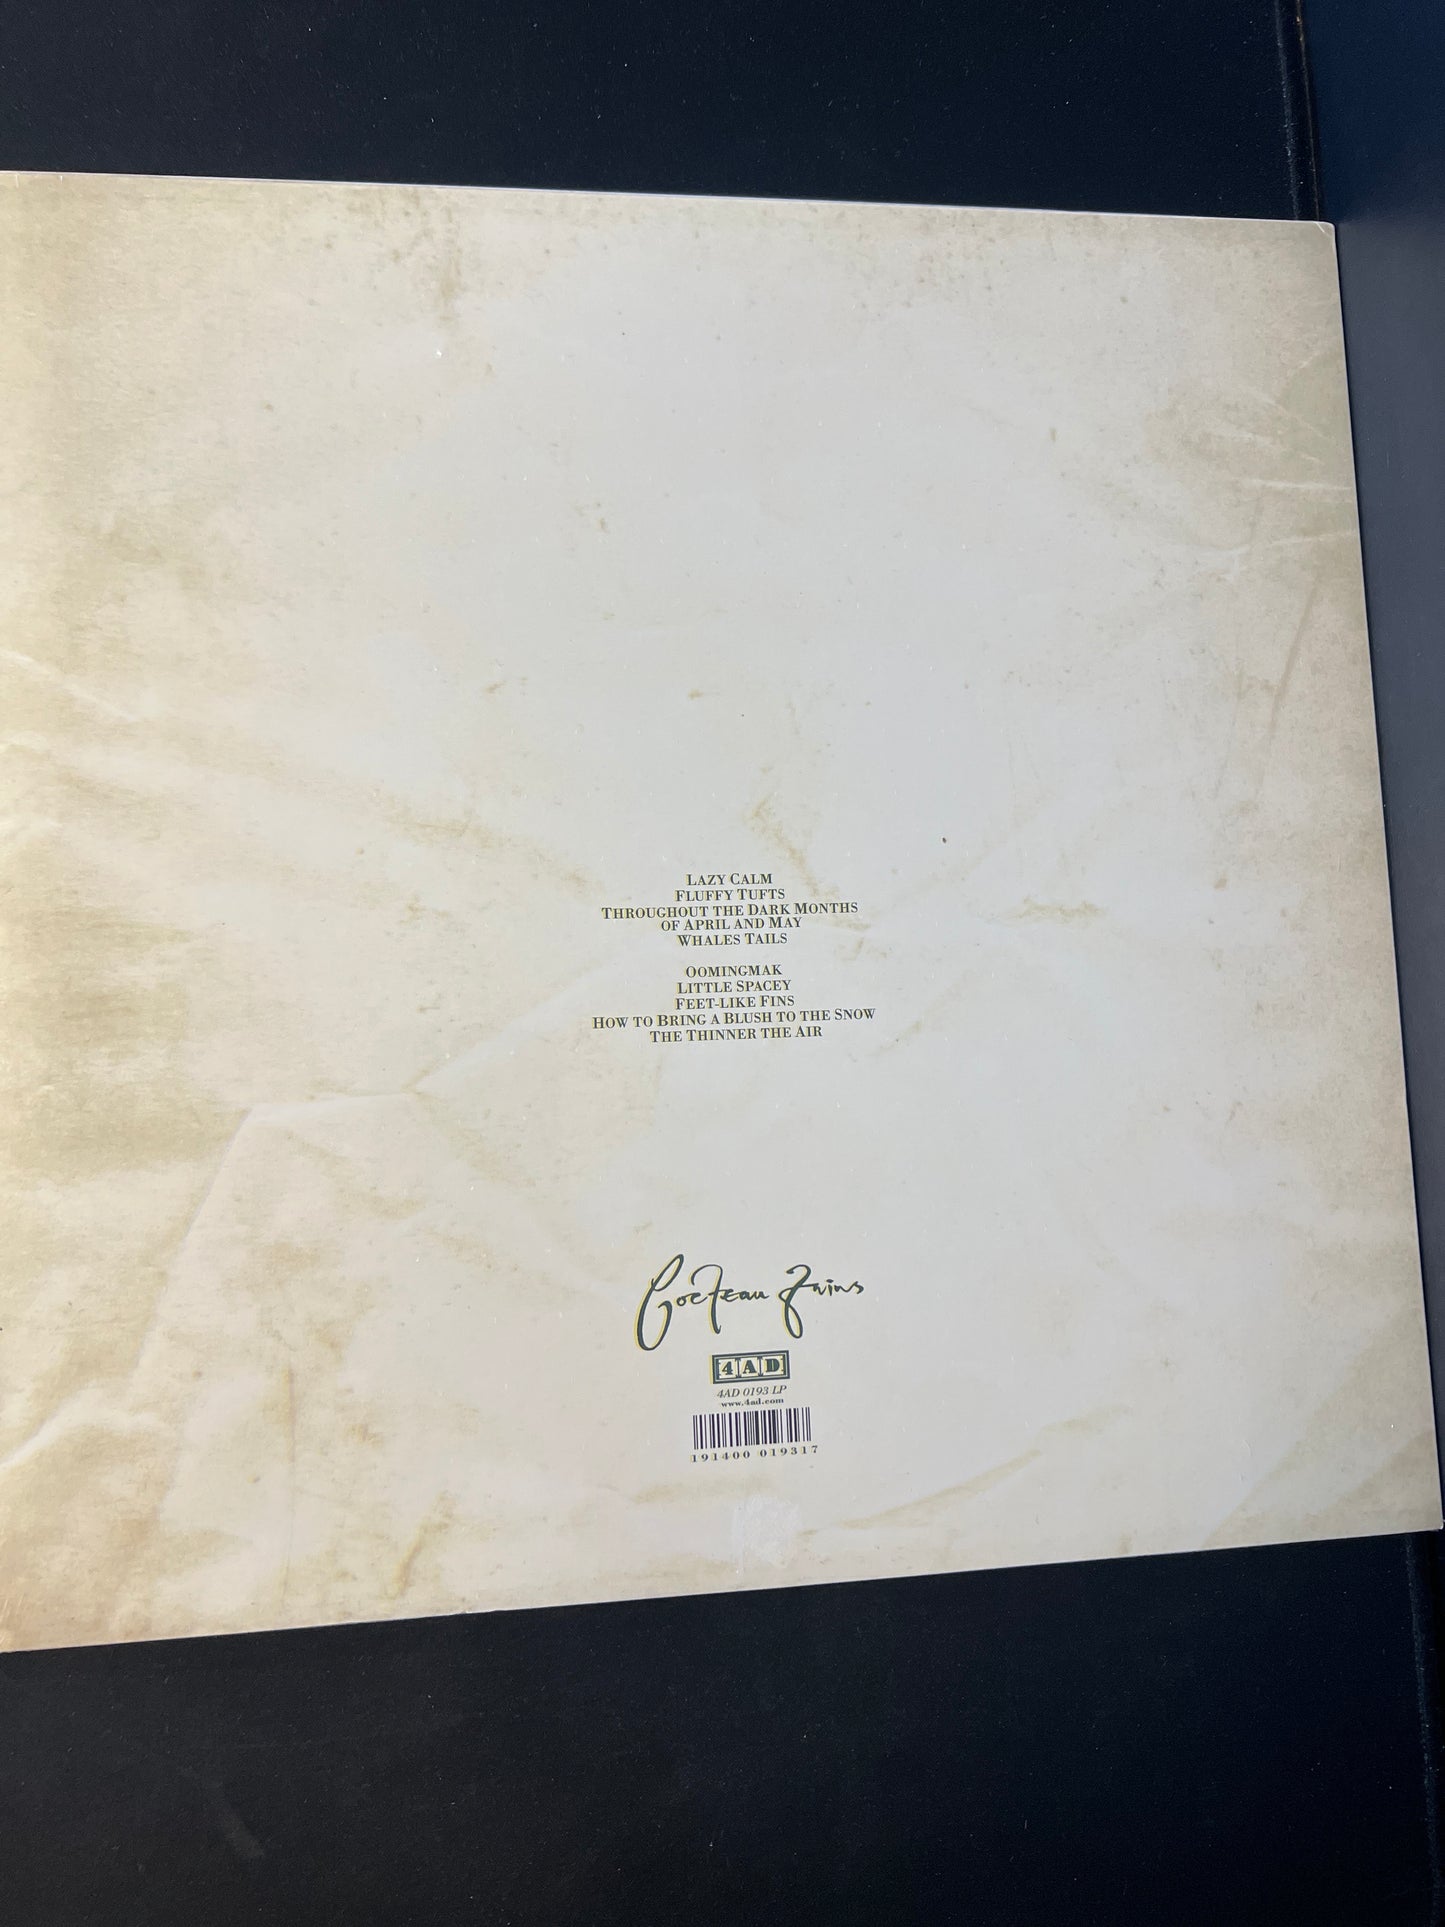 LAZY CALM
FLUFFY TUFTS
THROUGHOUT THE DARK MONTHS
OF APRIL AND MAY
WHALES TAILS
OOMINGMAK
LITTLE SPACEY
FEET-LIKE FINS
HOW TO BRING A BLUSH TO THE SNOW
THE THINNER THE AIR
Cocteau Twins
4AD
4AD 0193 LP
www.4ad.com
191400 019317